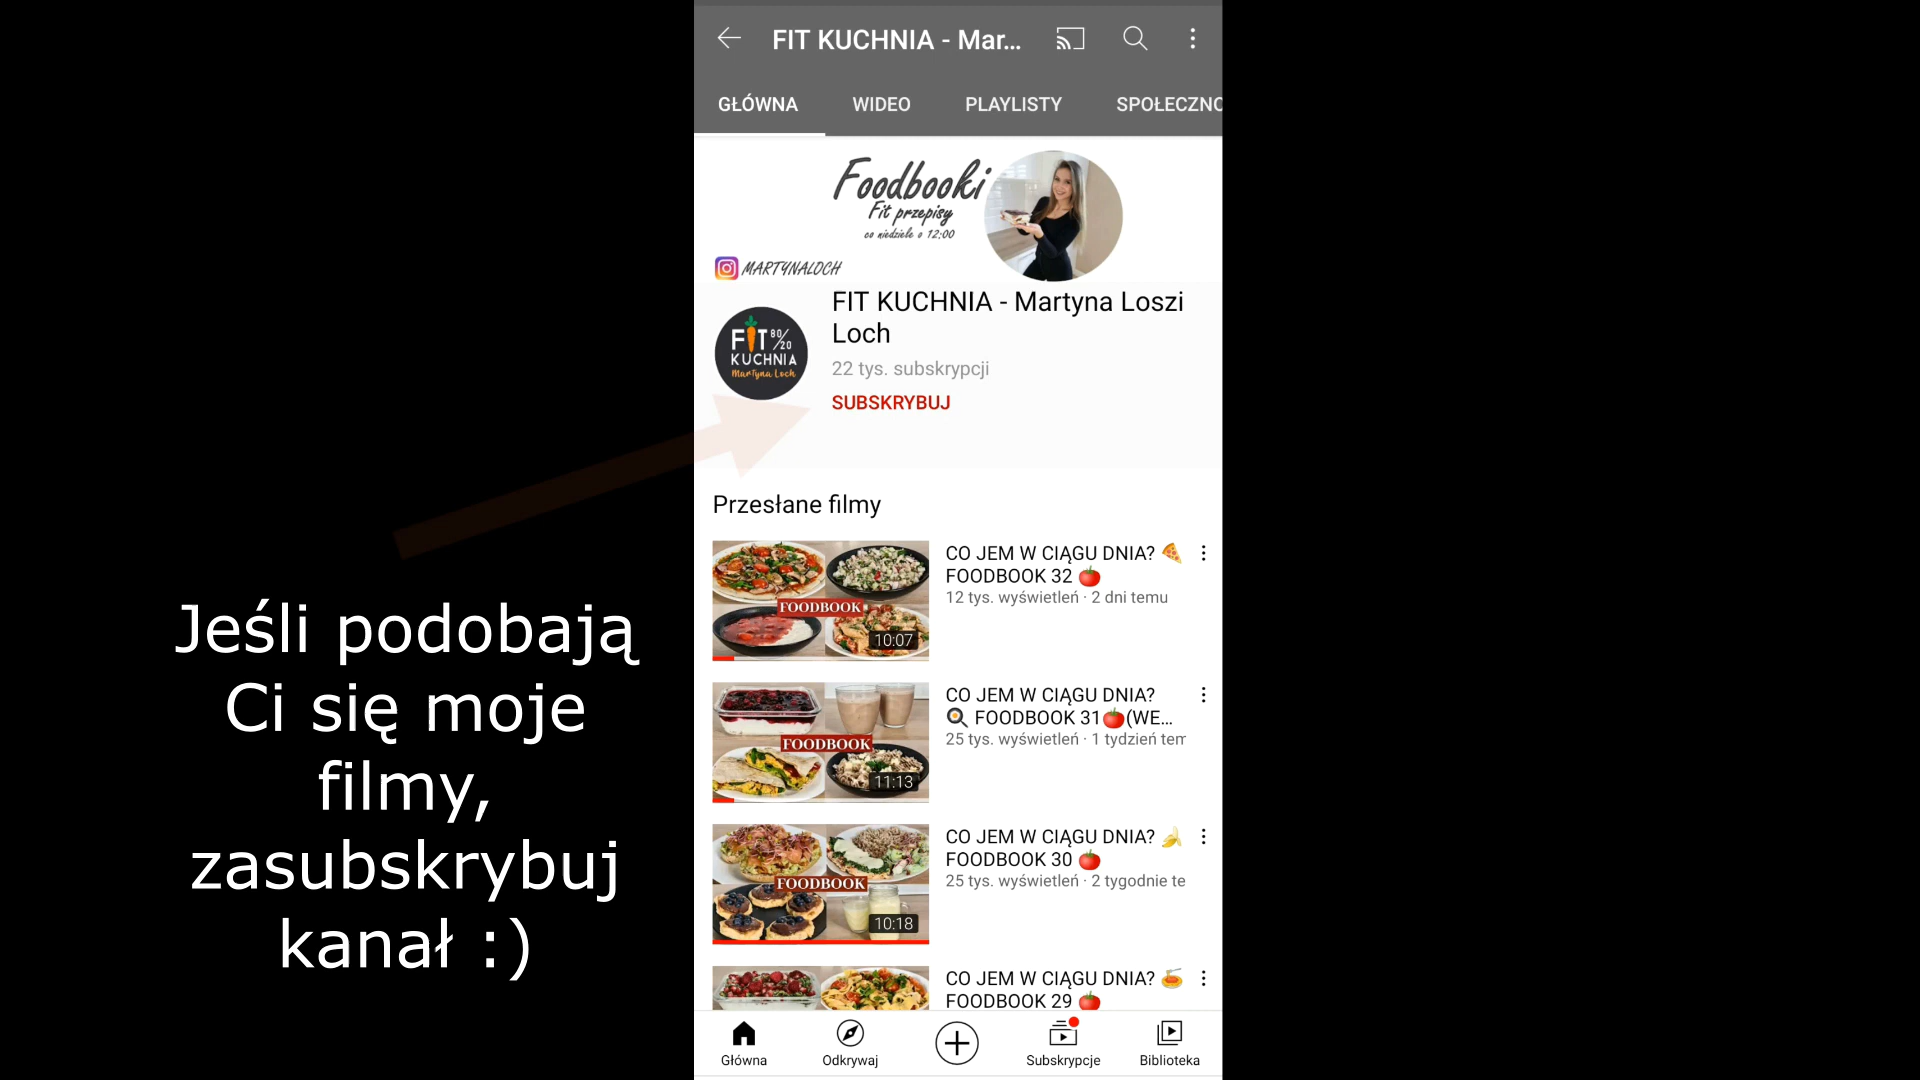 FIT KUCHNIA - Mar...
GŁÓWNA WIDEO PLAYLISTY SPOŁECZNO
Foodbooki
Fit przepisy
co niedziele o 12:00
MARTYNALOCH
FIT KUCHNIA - Martyna Loszi
Loch
FIT 80/20
KUCHNIA
Martyna Loch
22 tys. subskrypcji
SUBSKRYBUJ
Przesłane filmy
FOODBOOK
10:07
CO JEM W CIĄGU DNIA? 🍕
FOODBOOK 32 🍅
12 tys. wyświetleń · 2 dni temu
FOODBOOK
11:13
CO JEM W CIĄGU DNIA?
🍳 FOODBOOK 31🍅(WE...
25 tys. wyświetleń · 1 tydzień tem
FOODBOOK
10:18
CO JEM W CIĄGU DNIA? 🍌
FOODBOOK 30 🍅
25 tys. wyświetleń · 2 tygodnie te
CO JEM W CIĄGU DNIA? 🍝
FOODBOOK 29 🍅
Główna Odkrywaj Subskrypcje Biblioteka
Jeśli podobają
Ci się moje
filmy,
zasubskrybuj
kanał :)